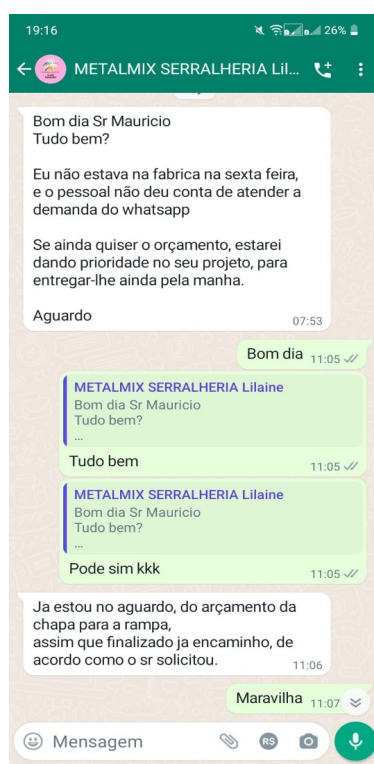 19:16
26%
METALMIX SERRALHERIA Lil...
Bom dia Sr Mauricio
Tudo bem?
Eu não estava na fabrica na sexta feira,
e o pessoal não deu conta de atender a
demanda do whatsapp
Se ainda quiser o orçamento, estarei
dando prioridade no seu projeto, para
entregar-lhe ainda pela manha.
Aguardo
07:53
Bom dia 11:05
METALMIX SERRALHERIA Lilaine
Bom dia Sr Mauricio
Tudo bem?
...
Tudo bem
11:05
METALMIX SERRALHERIA Lilaine
Bom dia Sr Mauricio
Tudo bem?
...
Pode sim kkk
11:05
Ja estou no aguardo, do arçamento da
chapa para a rampa,
assim que finalizado ja encaminho, de
acordo como o sr solicitou.
11:06
Maravilha 11:07
Mensagem
R$